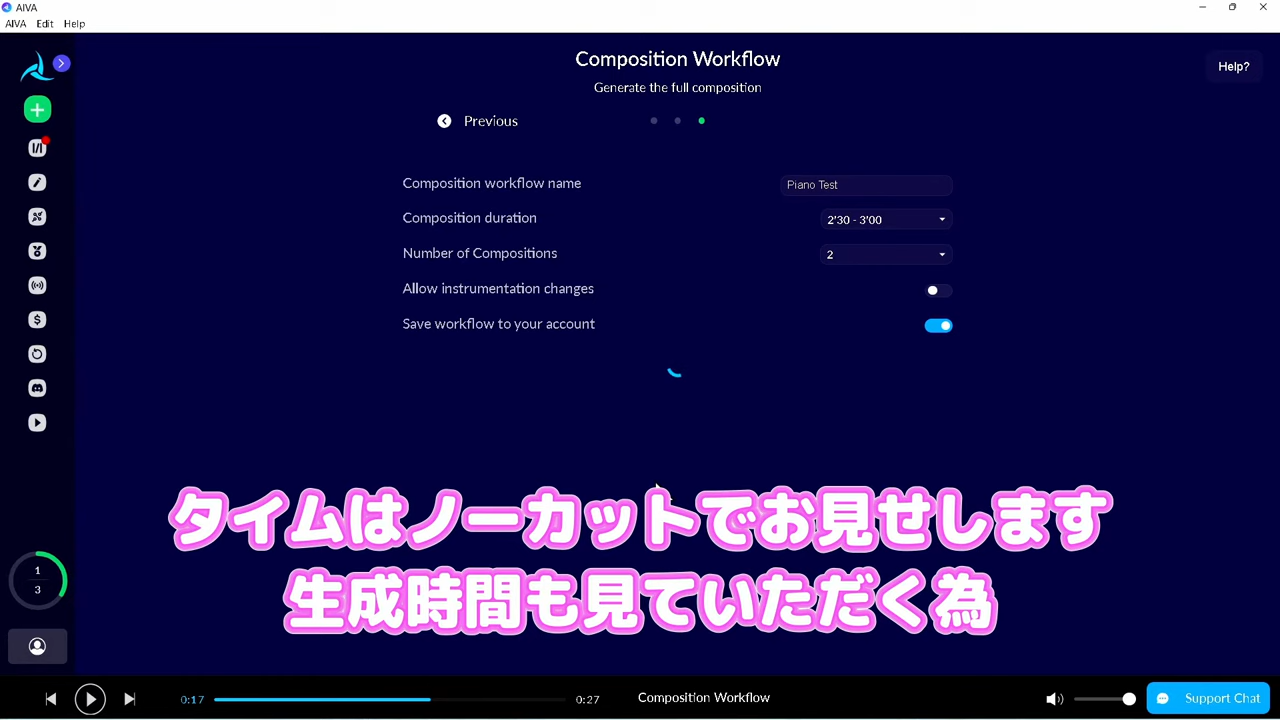 AIVA
AIVA Edit Help
Composition Workflow
Generate the full composition
Help?
Previous
Composition workflow name
Piano Test
Composition duration
2'30 - 3'00
Number of Compositions
2
Allow instrumentation changes
Save workflow to your account
タイムはノーカットでお見せします
生成時間も見ていただく為
1
3
0:17
0:27
Composition Workflow
Support Chat